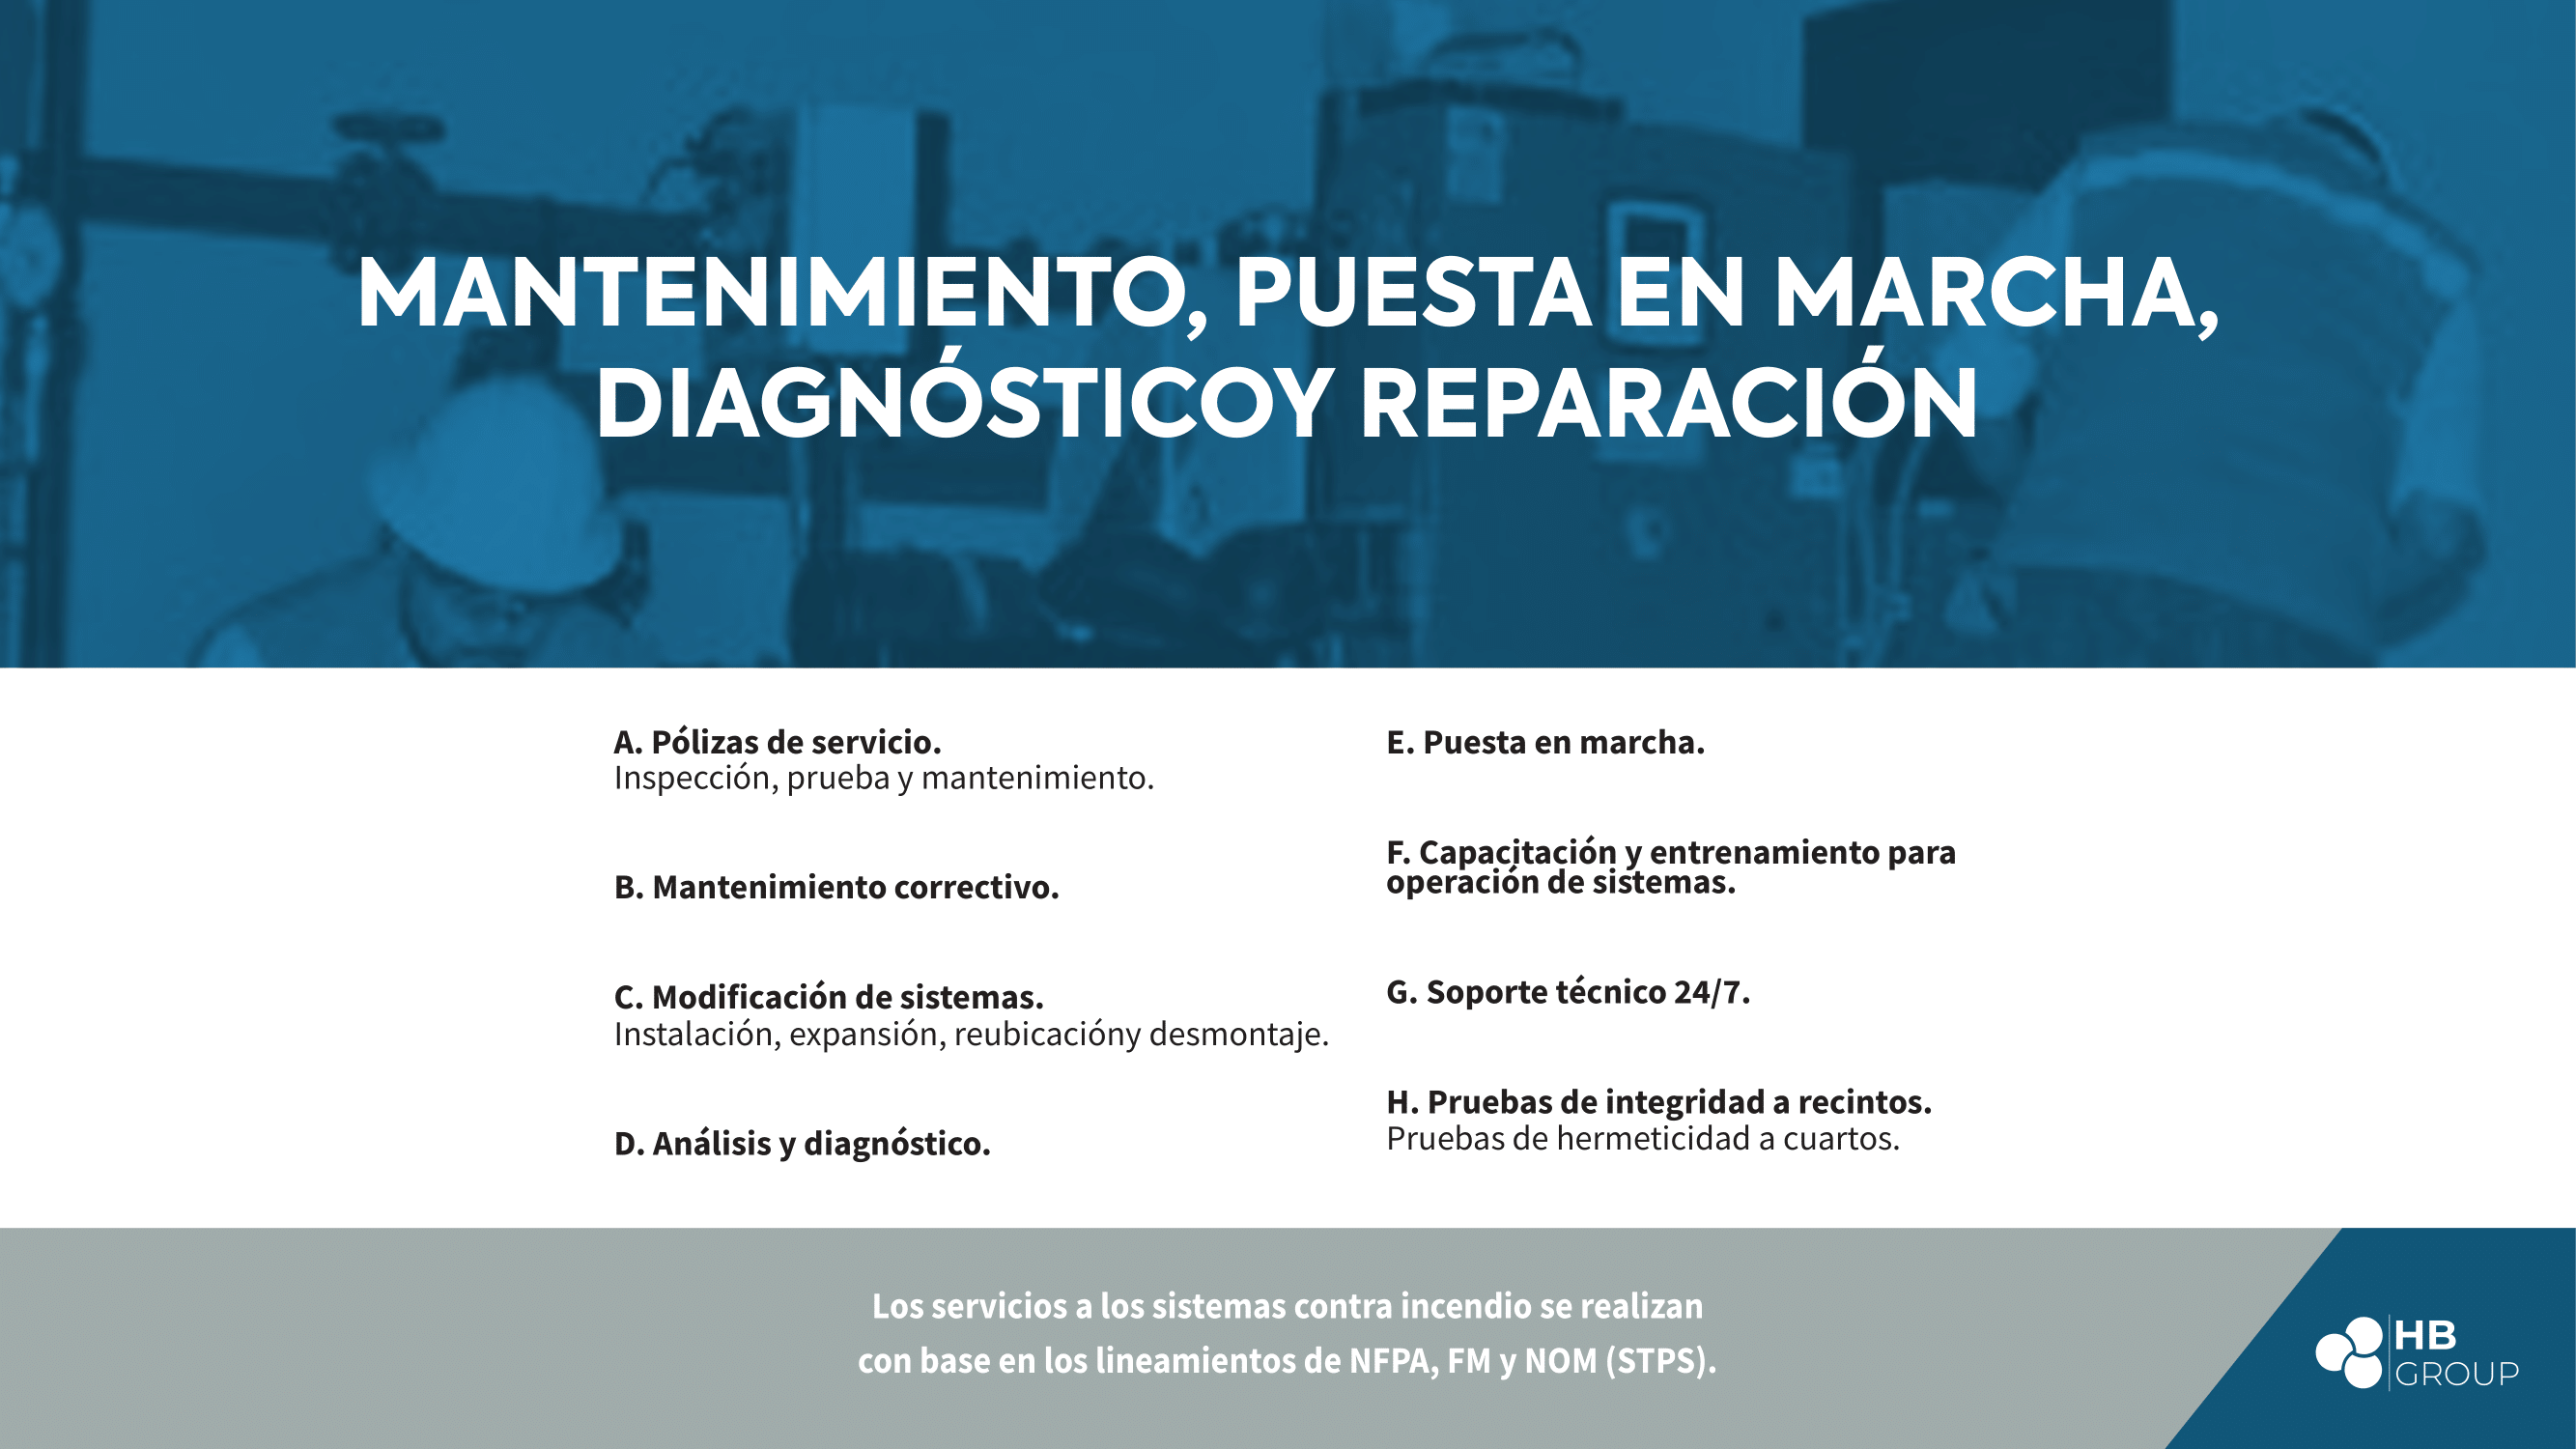 MANTENIMIENTO, PUESTA EN MARCHA,
DIAGNÓSTICOY REPARACIÓN
A. Pólizas de servicio.
Inspección, prueba y mantenimiento.
B. Mantenimiento correctivo.
C. Modificación de sistemas.
Instalación, expansión, reubicacióny desmontaje.
D. Análisis y diagnóstico.
E. Puesta en marcha.
F. Capacitación y entrenamiento para
operación de sistemas.
G. Soporte técnico 24/7.
H. Pruebas de integridad a recintos.
Pruebas de hermeticidad a cuartos.
Los servicios a los sistemas contra incendio se realizan
con base en los lineamientos de NFPA, FM y NOM (STPS).
HB
GROUP